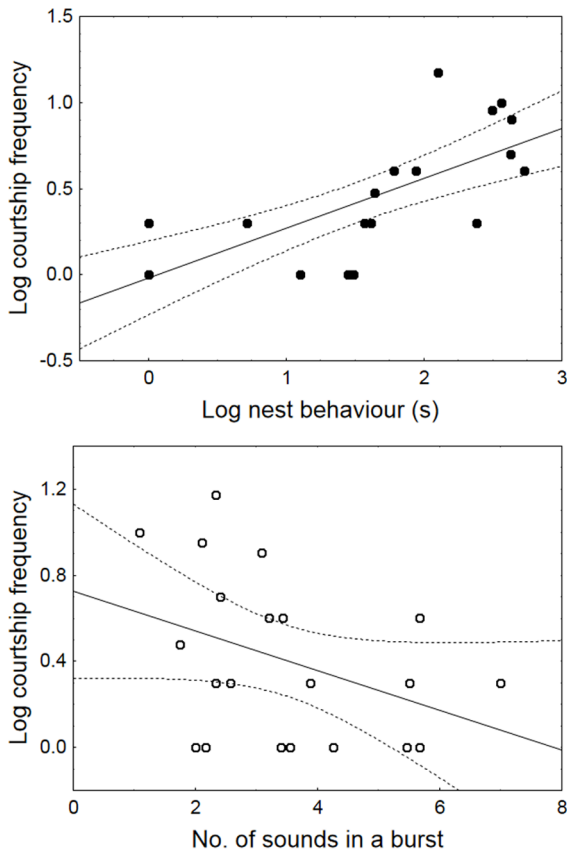 1.5
1.0
0.5
0.0
-0.5
Log courtship frequency
0 1 2 3
Log nest behaviour (s)
1.2
0.8
0.4
0.0
Log courtship frequency
0 2 4 6 8
No. of sounds in a burst